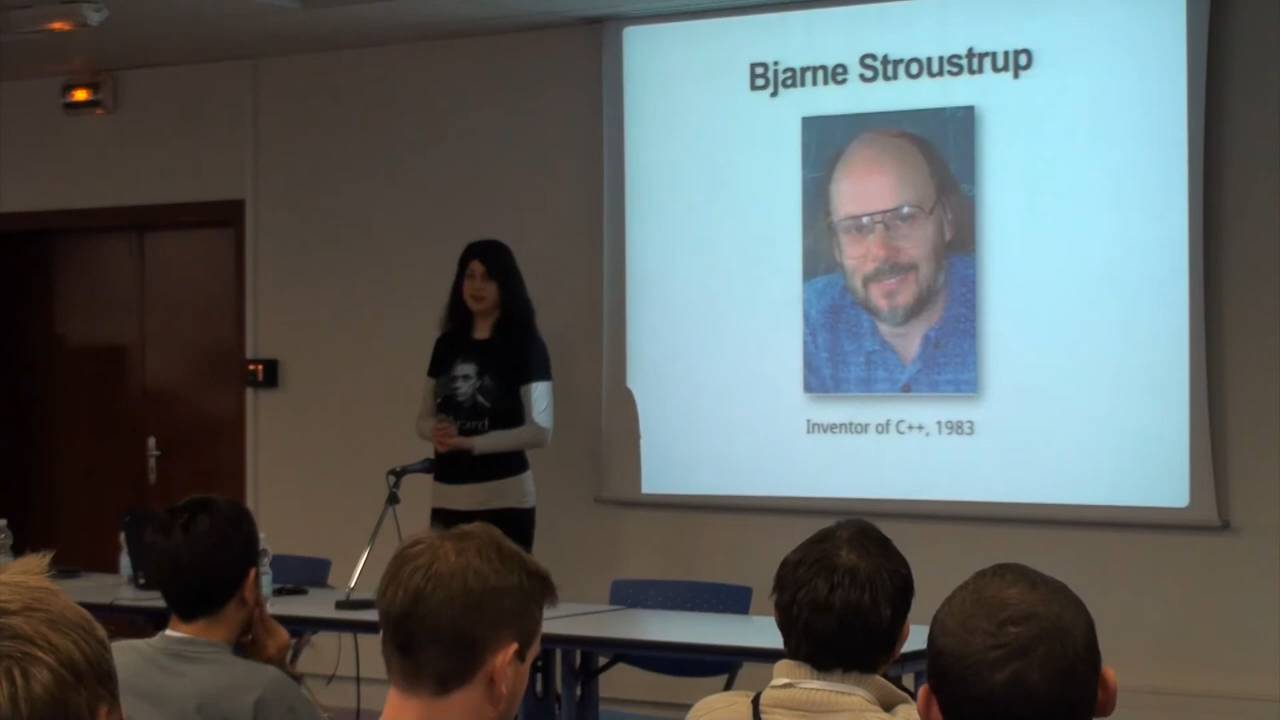 Bjarne Stroustrup
Inventor of C++, 1983